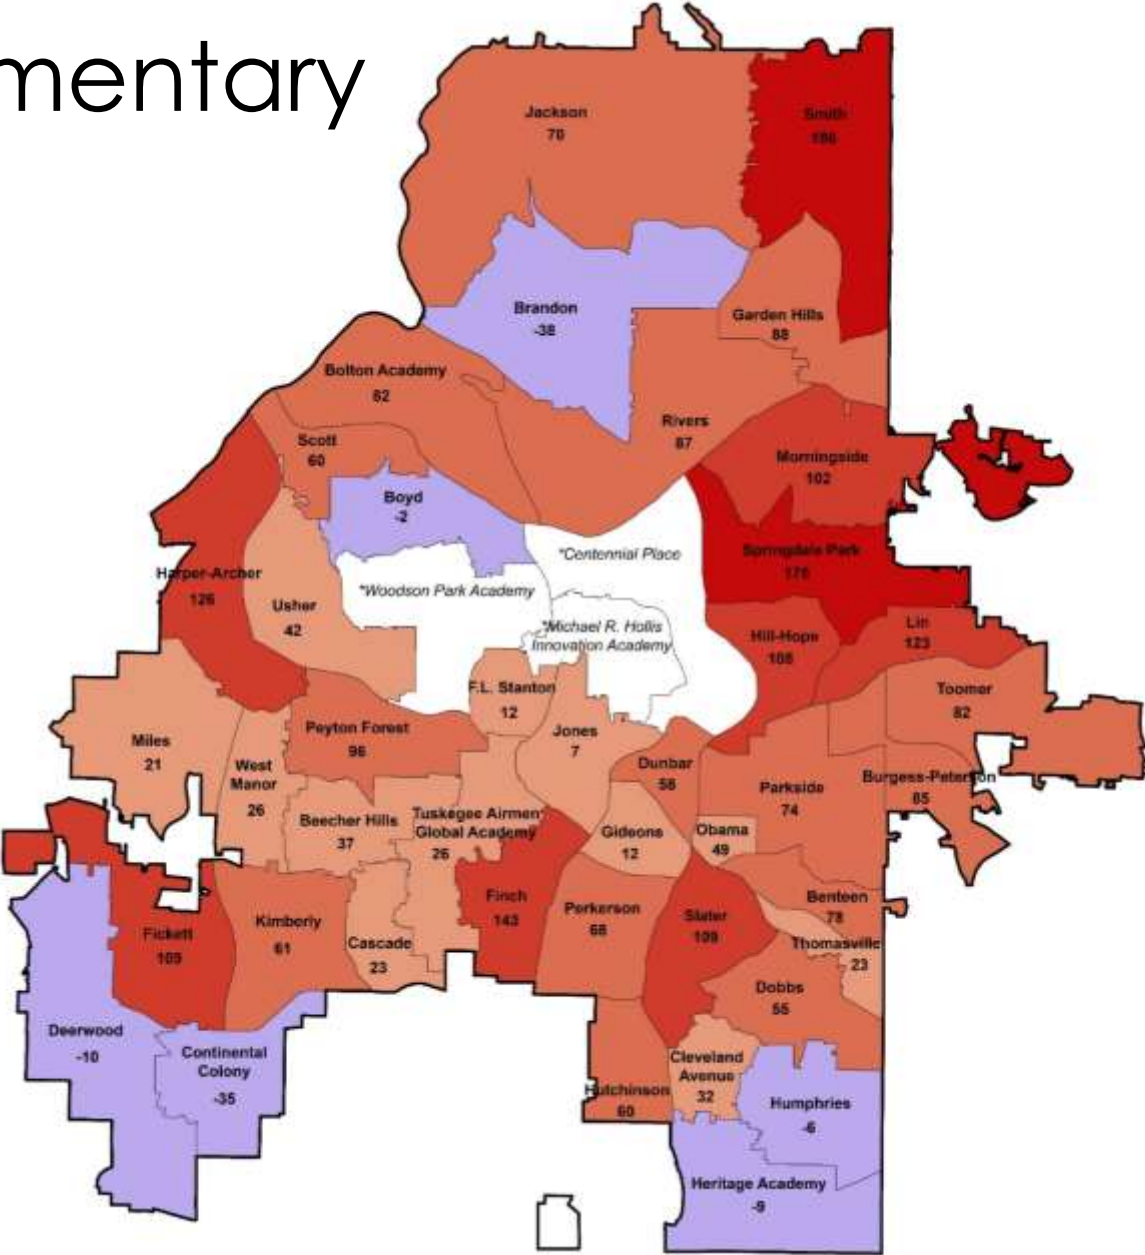 mentary
Jackson
70
Smith
Brandon
-38
Garden Hills
88
Bolton Academy
82
Rivers
87
Scott
60
Morningside
102
Boyd
-2
Springdale Park
*Centennial Place
Harper-Archer
126
*Woodson Park Academy
Usher
42
*Michael R. Hollis
Innovation Academy
Hill-Hope
Lin
123
F.L. Stanton
12
Toomer
82
Peyton Forest
96
Jones
7
Miles
21
West
Manor
26
Dunbar
Parkside
74
Burgess-Peterson
Beecher Hills
37
Tuskegee Airmen
Global Academy
26
Gideons
12
Obama
49
Finch
143
Perkerson
Slater
109
Benteen
78
Fickett
109
Kimberly
61
Cascade
23
Thomasville
23
Dobbs
55
Deerwood
-10
Continental
Colony
-35
Cleveland
Avenue
32
Hutchinson
60
Humphries
-6
Heritage Academy
-9